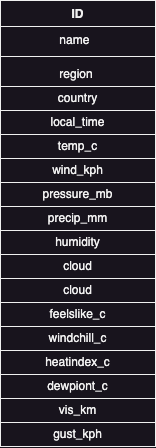 ID
name
region
country
local_time
temp_c
wind_kph
pressure_mb
precip_mm
humidity
cloud
cloud
feelslike_c
windchill_c
heatindex_c
dewpiont_c
vis_km
gust_kph